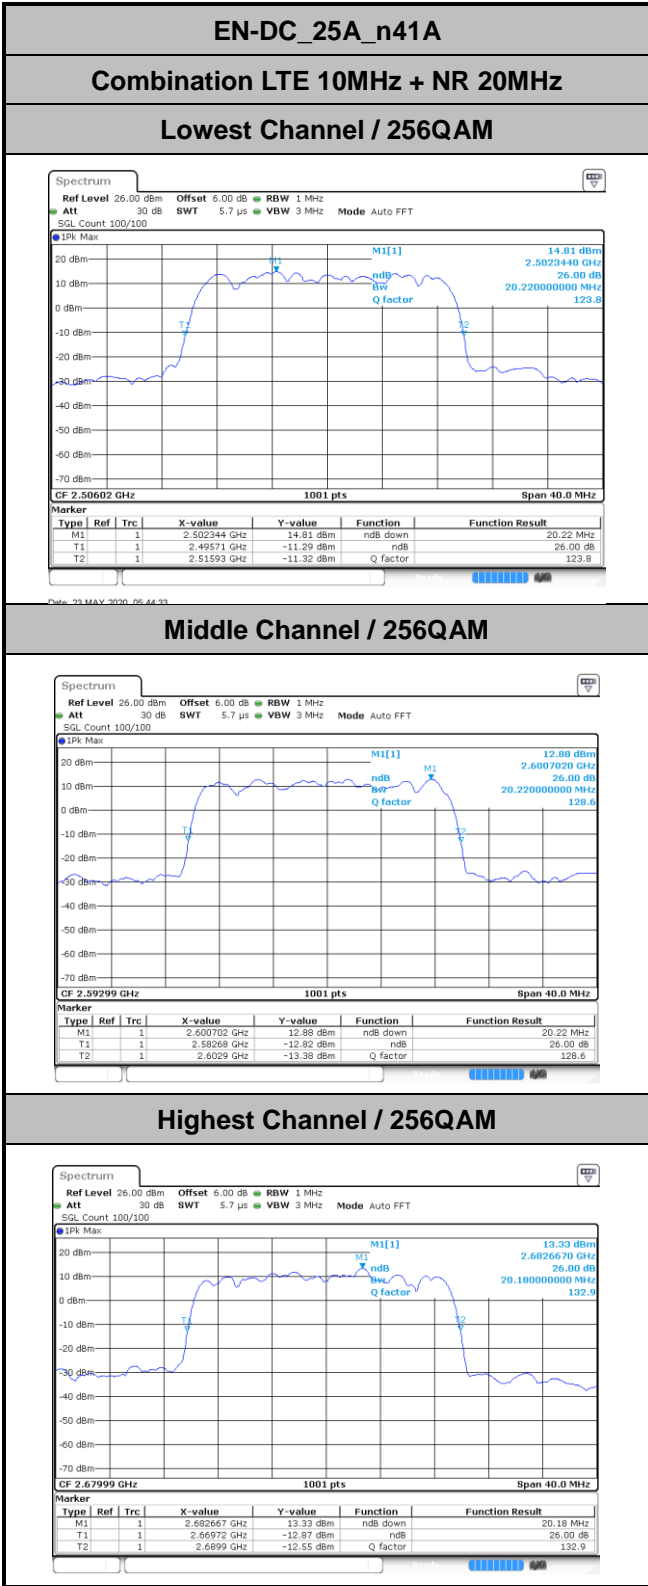 EN-DC_25A_n41A
Combination LTE 10MHz + NR 20MHz
Lowest Channel / 256QAM
Spectrum
Ref Level 26.00 dBm Offset 6.00 dB RBW 1 MHz
Att 30 dB SWT 5.7 µs VBW 3 MHz Mode Auto FFT
SGL Count 100/100
1Pk Max
M1[1] 14.81 dBm
2.5023440 GHz
ndB 26.00 dB
Bw 20.220000000 MHz
Q factor 123.8
M1
T1
T2
20 dBm
10 dBm
0 dBm
-10 dBm
-20 dBm
-30 dBm
-40 dBm
-50 dBm
-60 dBm
-70 dBm
CF 2.50602 GHz 1001 pts Span 40.0 MHz
Marker
Type Ref Trc X-value Y-value Function Function Result
M1 1 2.502344 GHz 14.81 dBm ndB down 20.22 MHz
T1 1 2.49571 GHz -11.29 dBm ndB 26.00 dB
T2 1 2.51593 GHz -11.32 dBm Q factor 123.8
Date: 23.MAY.2020 05:44:33
Middle Channel / 256QAM
Spectrum
Ref Level 26.00 dBm Offset 6.00 dB RBW 1 MHz
Att 30 dB SWT 5.7 µs VBW 3 MHz Mode Auto FFT
SGL Count 100/100
1Pk Max
M1[1] 12.88 dBm
2.6007020 GHz
ndB 26.00 dB
Bw 20.220000000 MHz
Q factor 128.6
M1
T1
T2
20 dBm
10 dBm
0 dBm
-10 dBm
-20 dBm
-30 dBm
-40 dBm
-50 dBm
-60 dBm
-70 dBm
CF 2.59299 GHz 1001 pts Span 40.0 MHz
Marker
Type Ref Trc X-value Y-value Function Function Result
M1 1 2.600702 GHz 12.88 dBm ndB down 20.22 MHz
T1 1 2.58268 GHz -12.82 dBm ndB 26.00 dB
T2 1 2.6029 GHz -13.38 dBm Q factor 128.6
Highest Channel / 256QAM
Spectrum
Ref Level 26.00 dBm Offset 6.00 dB RBW 1 MHz
Att 30 dB SWT 5.7 µs VBW 3 MHz Mode Auto FFT
SGL Count 100/100
1Pk Max
M1[1] 13.33 dBm
2.6826670 GHz
ndB 26.00 dB
Bw 20.180000000 MHz
Q factor 132.9
M1
T1
T2
20 dBm
10 dBm
0 dBm
-10 dBm
-20 dBm
-30 dBm
-40 dBm
-50 dBm
-60 dBm
-70 dBm
CF 2.67999 GHz 1001 pts Span 40.0 MHz
Marker
Type Ref Trc X-value Y-value Function Function Result
M1 1 2.682667 GHz 13.33 dBm ndB down 20.18 MHz
T1 1 2.66972 GHz -12.87 dBm ndB 26.00 dB
T2 1 2.6899 GHz -12.55 dBm Q factor 132.9